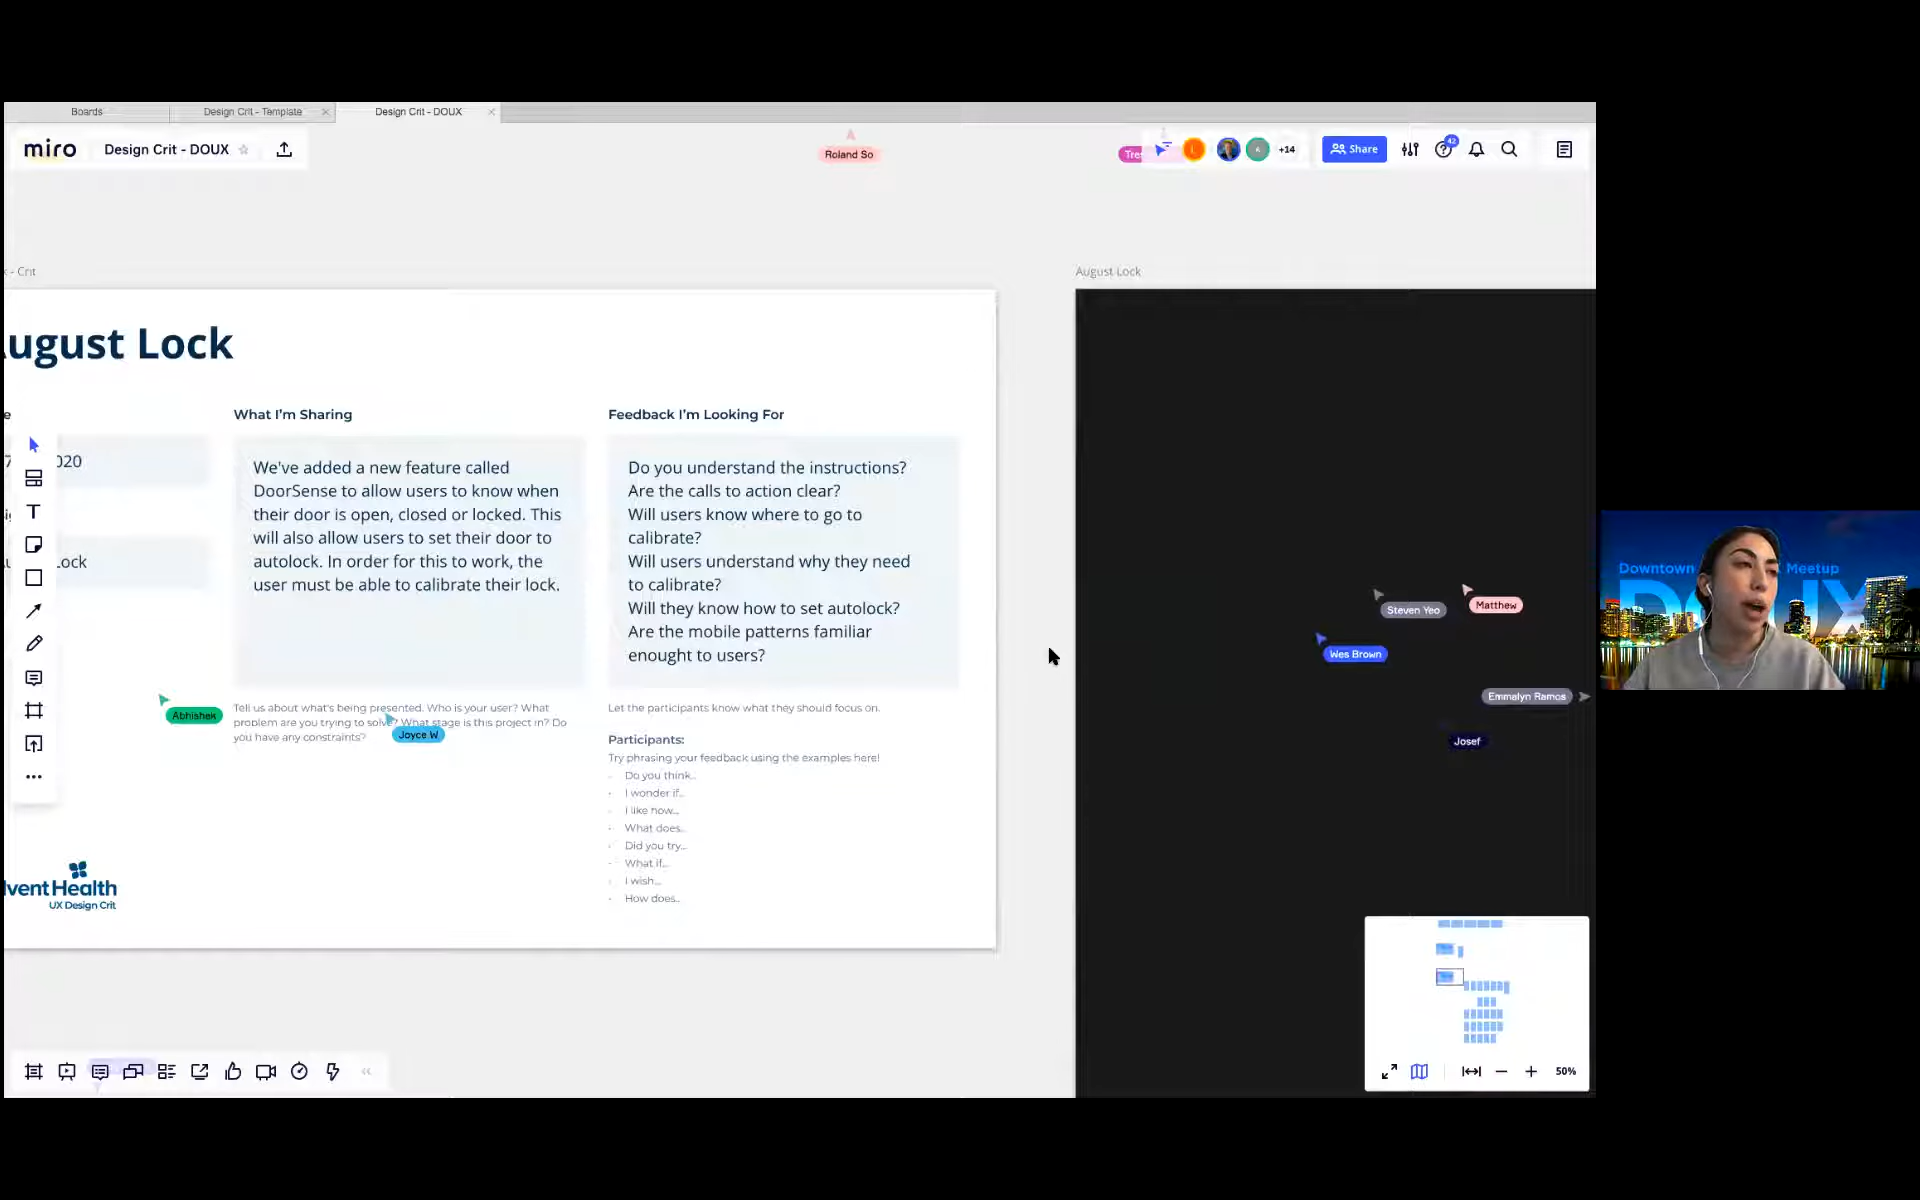 Boards
Design Crit - Template
Design Crit - DOUX
miro
Design Crit - DOUX
Roland So
Tres
+14
Share
42
- Crit
August Lock
ugust Lock
What I'm Sharing
Feedback I'm Looking For
020
We've added a new feature called
DoorSense to allow users to know when
their door is open, closed or locked. This
will also allow users to set their door to
autolock. In order for this to work, the
user must be able to calibrate their lock.
Do you understand the instructions?
Are the calls to action clear?
Will users know where to go to
calibrate?
Will users understand why they need
to calibrate?
Will they know how to set autolock?
Are the mobile patterns familiar
enought to users?
Lock
Tell us about what's being presented. Who is your user? What
problem are you trying to solve? What stage is this project in? Do
you have any constraints?
Abhishek
Joyce W
Let the participants know what they should focus on.
Participants:
Try phrasing your feedback using the examples here!
- Do you think...
- I wonder if...
- I like how...
- What does...
- Did you try...
- What if...
- I wish...
- How does...
ventHealth
UX Design Crit
Steven Yeo
Matthew
Wes Brown
Emmalyn Ramos
Josef
50%
Downtown
Meetup